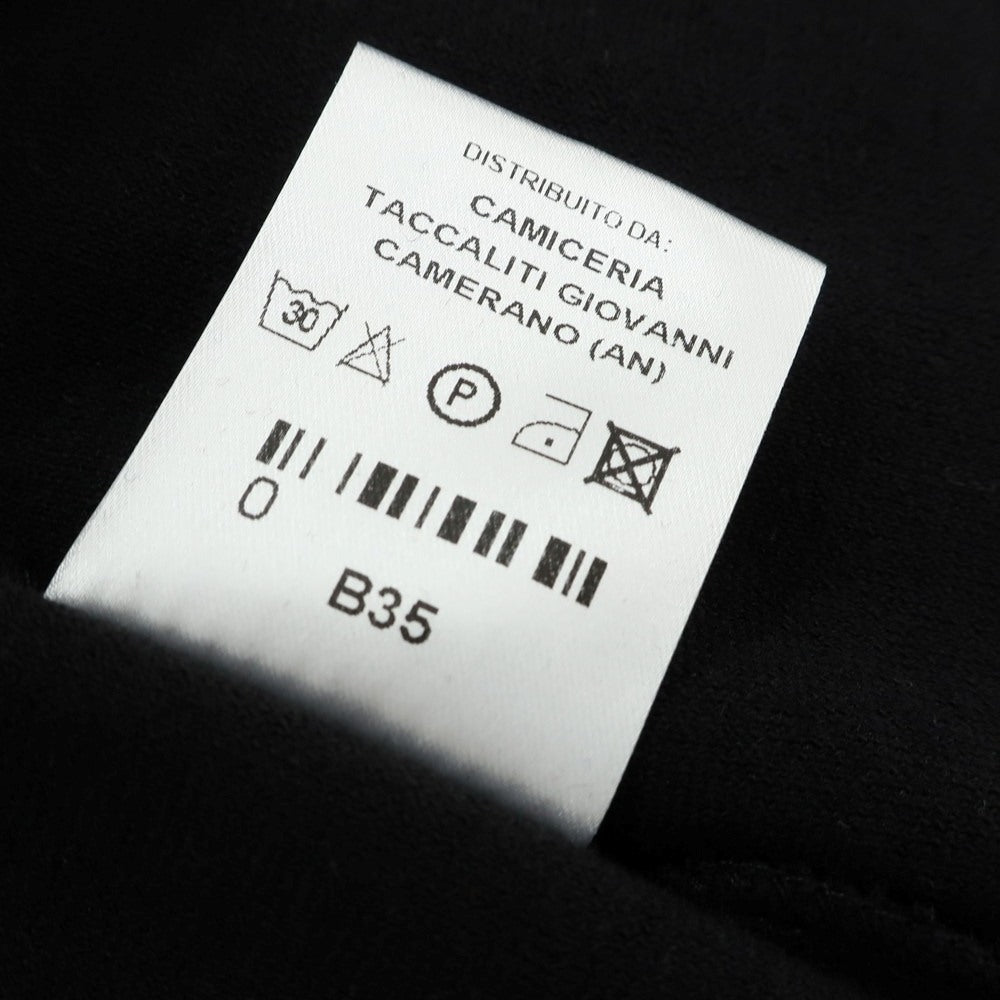 DISTRIBUITO DA:
CAMICERIA
TACCALITI GIOVANNI
CAMERANO (AN)
30
P
0
B35